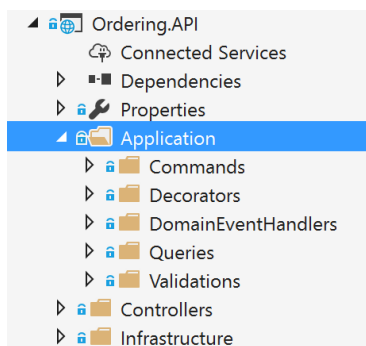 Ordering.API
Connected Services
Dependencies
Properties
Application
Commands
Decorators
DomainEventHandlers
Queries
Validations
Controllers
Infrastructure